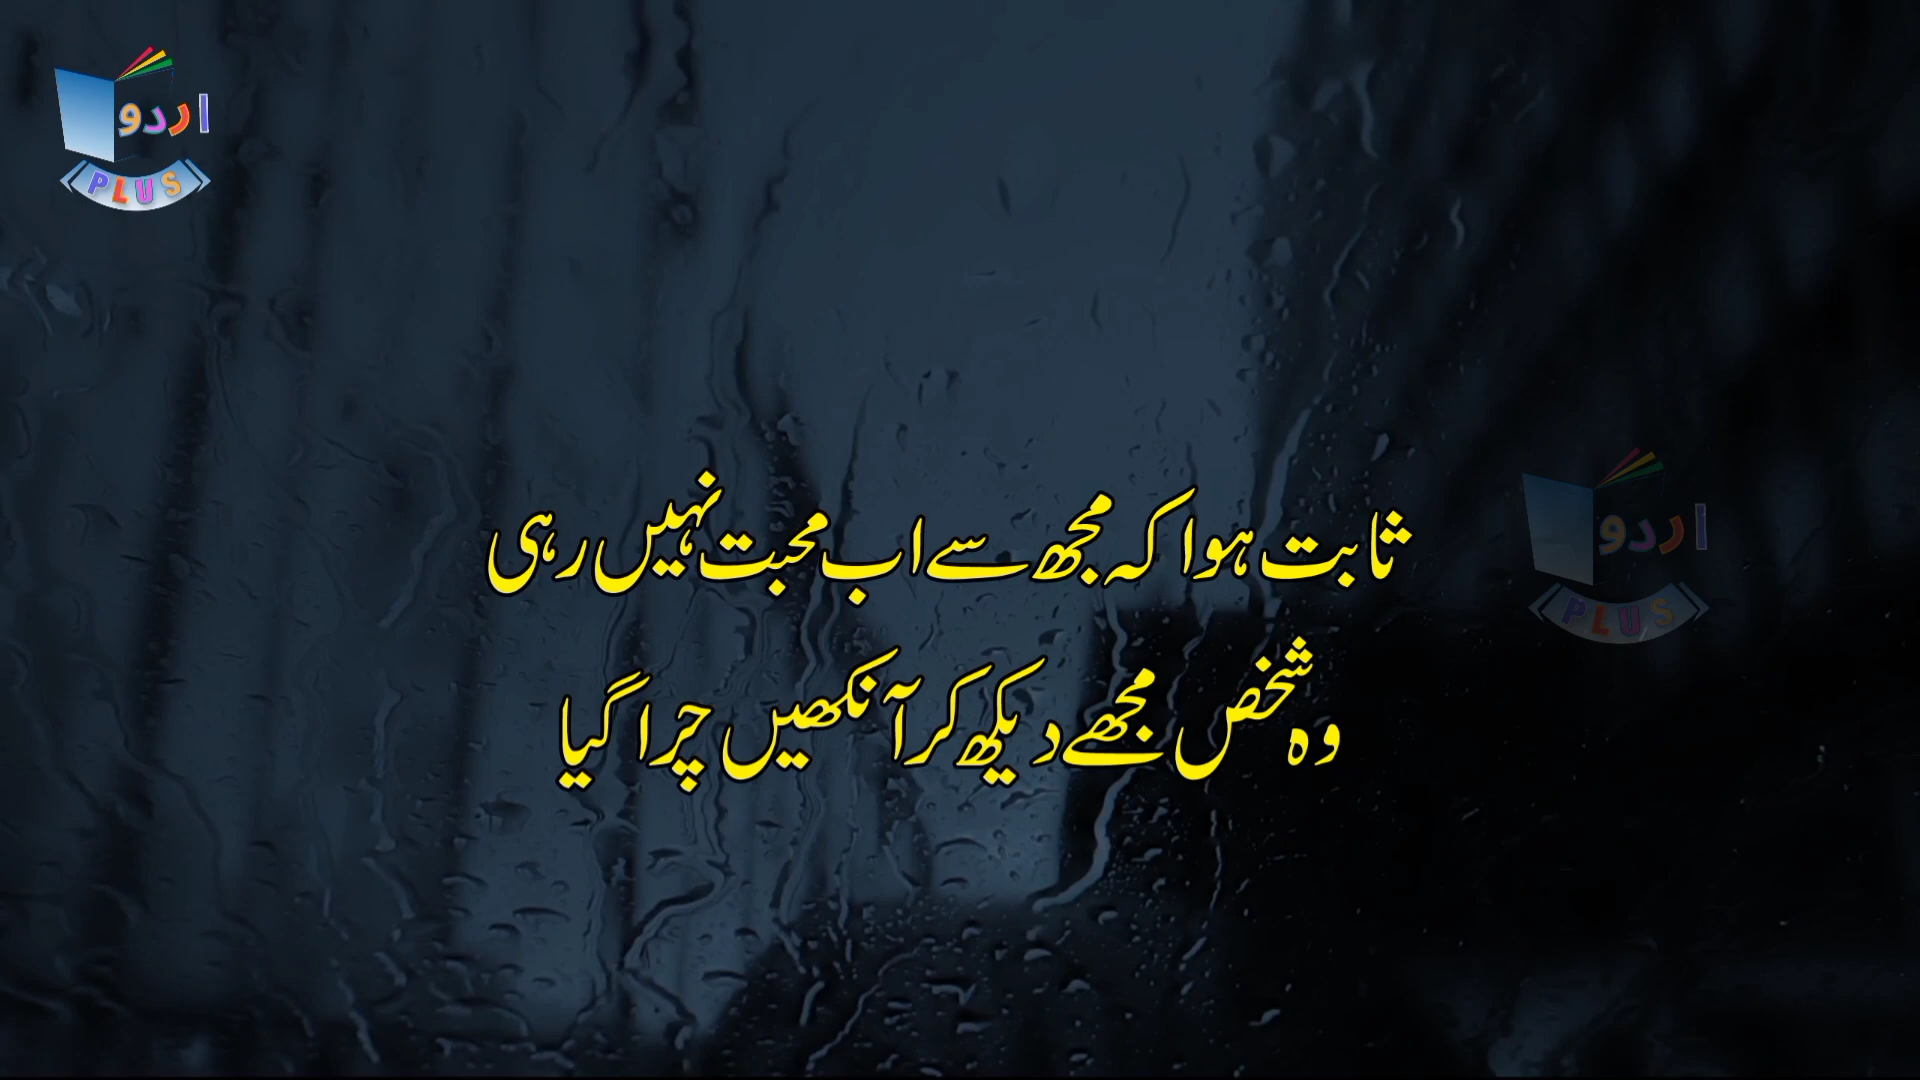 اردو
PLUS
ثابت ہوا کہ مجھ سے اب محبت نہیں رہی
وہ شخص مجھے دیکھ کر آنکھیں چرا گیا
اردو
PLUS